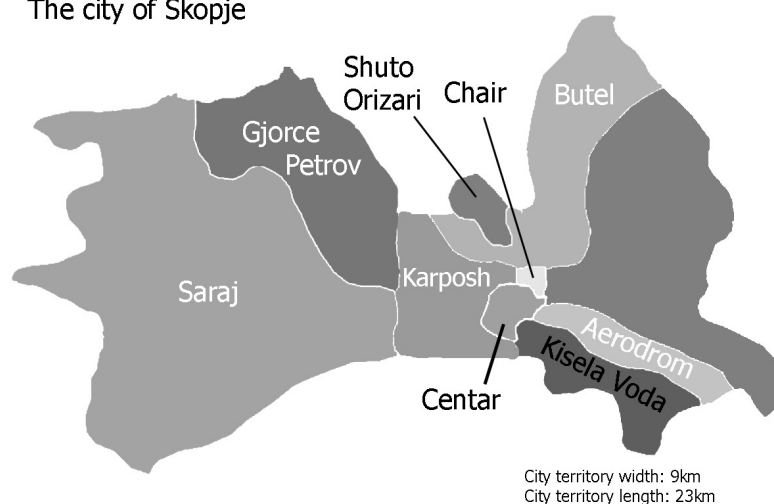 The city of Skopje
Shuto
Orizari
Chair
Butel
Gjorce
Petrov
Saraj
Karposh
Aerodrom
Kisela Voda
Centar
City territory width: 9km
City territory length: 23km